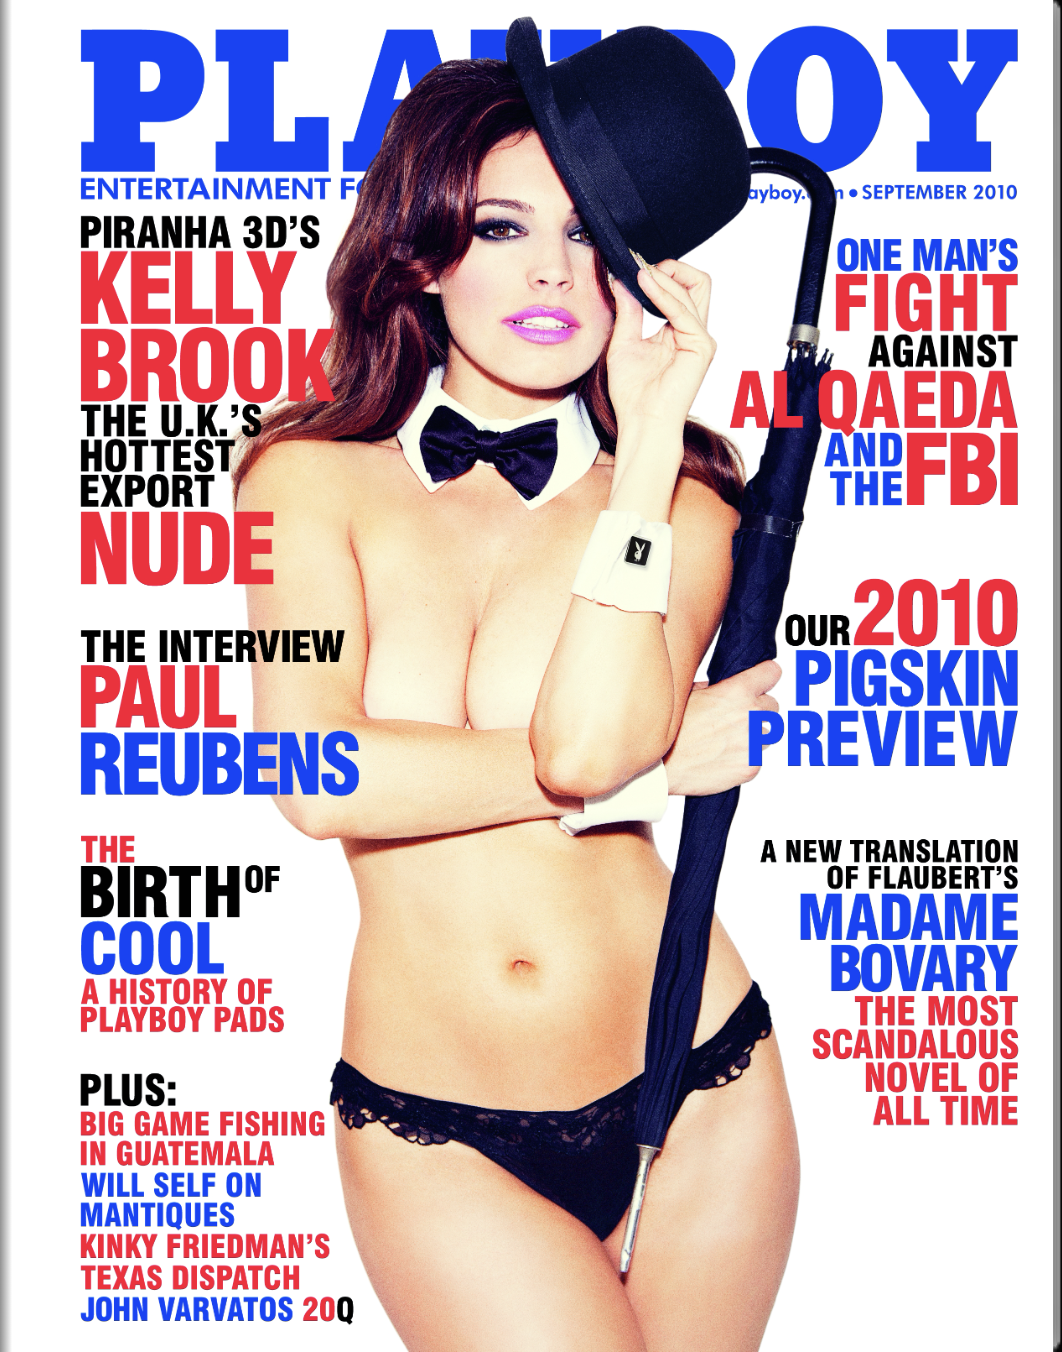 PLAYBOY
ENTERTAINMENT
SEPTEMBER 2010
PIRANHA 3D'S
KELLY
BROOK
THE U.K.'S
HOTTEST
EXPORT
NUDE
THE INTERVIEW
PAUL
REUBENS
THE
BIRTH OF
COOL
A HISTORY OF
PLAYBOY PADS
PLUS:
BIG GAME FISHING
IN GUATEMALA
WILL SELF ON
MANTIQUES
KINKY FRIEDMAN'S
TEXAS DISPATCH
JOHN VARVATOS 20Q
ONE MAN'S
FIGHT
AGAINST
AL QAEDA
AND
THE FBI
OUR 2010
PIGSKIN
PREVIEW
A NEW TRANSLATION
OF FLAUBERT'S
MADAME
BOVARY
THE MOST
SCANDALOUS
NOVEL OF
ALL TIME